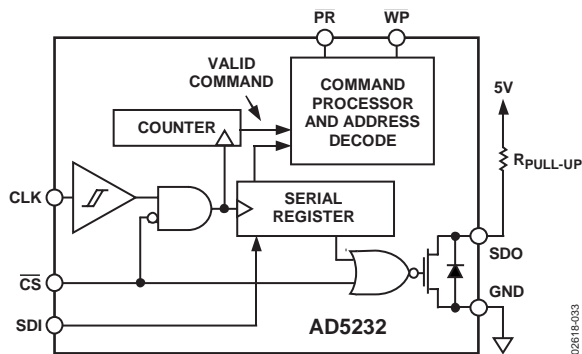 PR
WP
VALID
COMMAND
COMMAND
PROCESSOR
AND ADDRESS
DECODE
5V
COUNTER
RPULL-UP
CLK
SERIAL
REGISTER
SDO
CS
GND
SDI
AD5232
02618-033